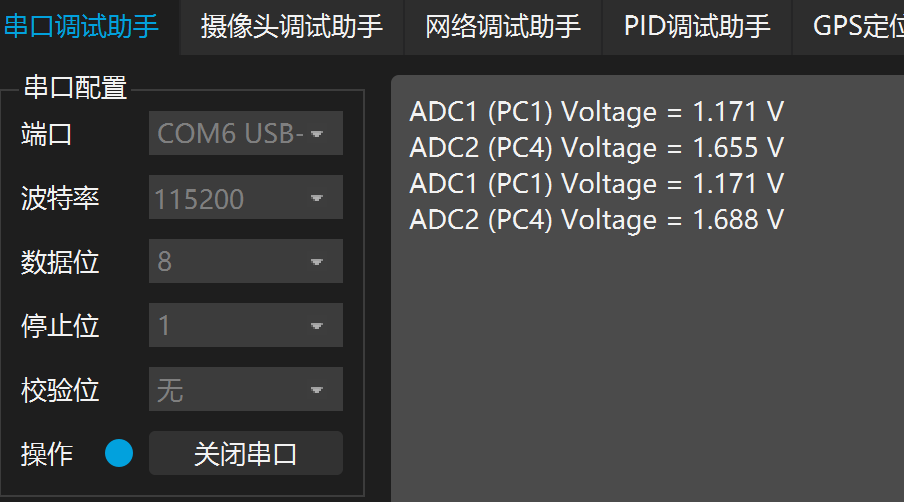 串口调试助手 摄像头调试助手 网络调试助手 PID调试助手 GPS定位
串口配置
端口 COM6 USB-
波特率 115200
数据位 8
停止位 1
校验位 无
操作 关闭串口
ADC1 (PC1) Voltage = 1.171 V
ADC2 (PC4) Voltage = 1.655 V
ADC1 (PC1) Voltage = 1.171 V
ADC2 (PC4) Voltage = 1.688 V